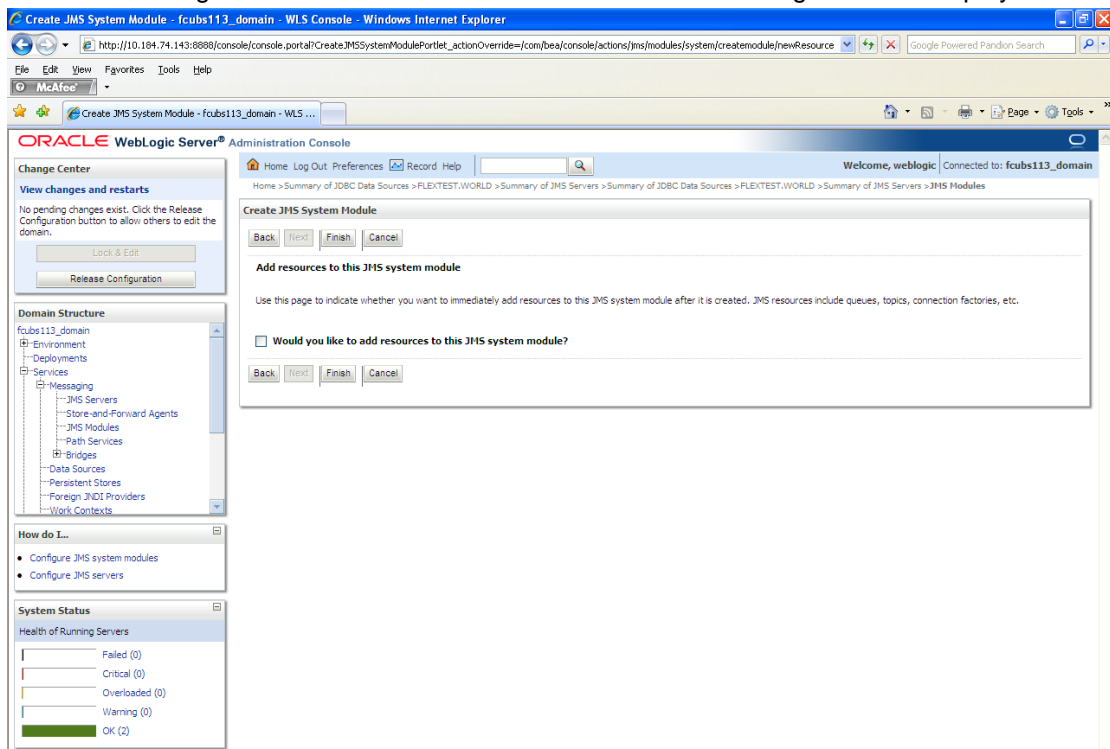 Create JMS System Module - fcubs113_domain - WLS Console - Windows Internet Explorer
http://10.184.74.143:8888/console/console.portal?CreateJMSSystemModulePortlet_actionOverride=/com/bea/console/actions/jms/modules/system/createmodule/newResource
Google Powered Pandion Search
File Edit View Favorites Tools Help
McAfee
Create JMS System Module - fcubs113_domain - WLS ...
Page Tools
ORACLE WebLogic Server® Administration Console
Change Center
View changes and restarts
No pending changes exist. Click the Release
Configuration button to allow others to edit the
domain.
Lock & Edit
Release Configuration
Domain Structure
fcubs113_domain
Environment
Deployments
Services
Messaging
JMS Servers
Store-and-Forward Agents
JMS Modules
Path Services
Bridges
Data Sources
Persistent Stores
Foreign JNDI Providers
Work Contexts
How do I...
Configure JMS system modules
Configure JMS servers
System Status
Health of Running Servers
Failed (0)
Critical (0)
Overloaded (0)
Warning (0)
OK (2)
Home Log Out Preferences Record Help
Welcome, weblogic Connected to: fcubs113_domain
Home >Summary of JDBC Data Sources >FLEXTEST.WORLD >Summary of JMS Servers >Summary of JDBC Data Sources >FLEXTEST.WORLD >Summary of JMS Servers >JMS Modules
Create JMS System Module
Back Next Finish Cancel
Add resources to this JMS system module
Use this page to indicate whether you want to immediately add resources to this JMS system module after it is created. JMS resources include queues, topics, connection factories, etc.
Would you like to add resources to this JMS system module?
Back Next Finish Cancel